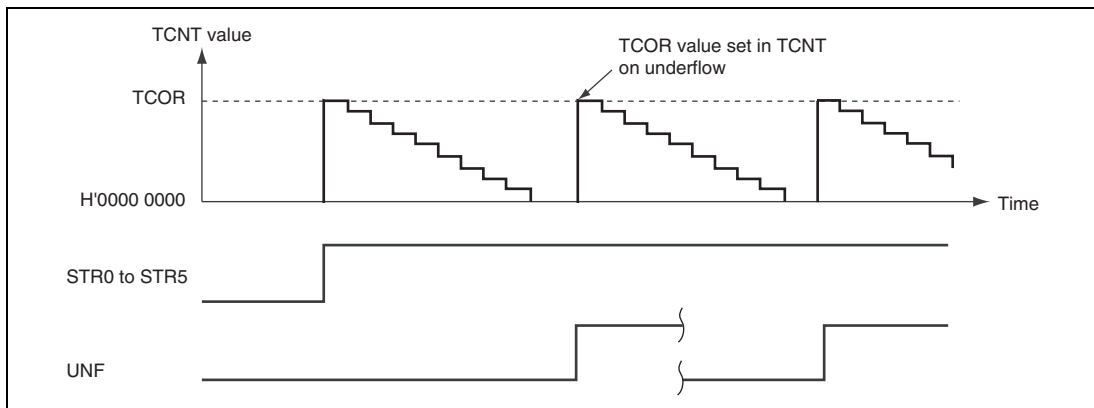 TCNT value
TCOR value set in TCNT
on underflow
TCOR
H'0000 0000
Time
STR0 to STR5
UNF